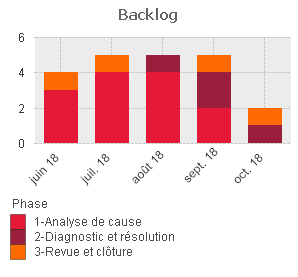 Backlog
6
4
2
0
juin 18
juil. 18
août 18
sept. 18
oct. 18
Phase
1-Analyse de cause
2-Diagnostic et résolution
3-Revue et clôture